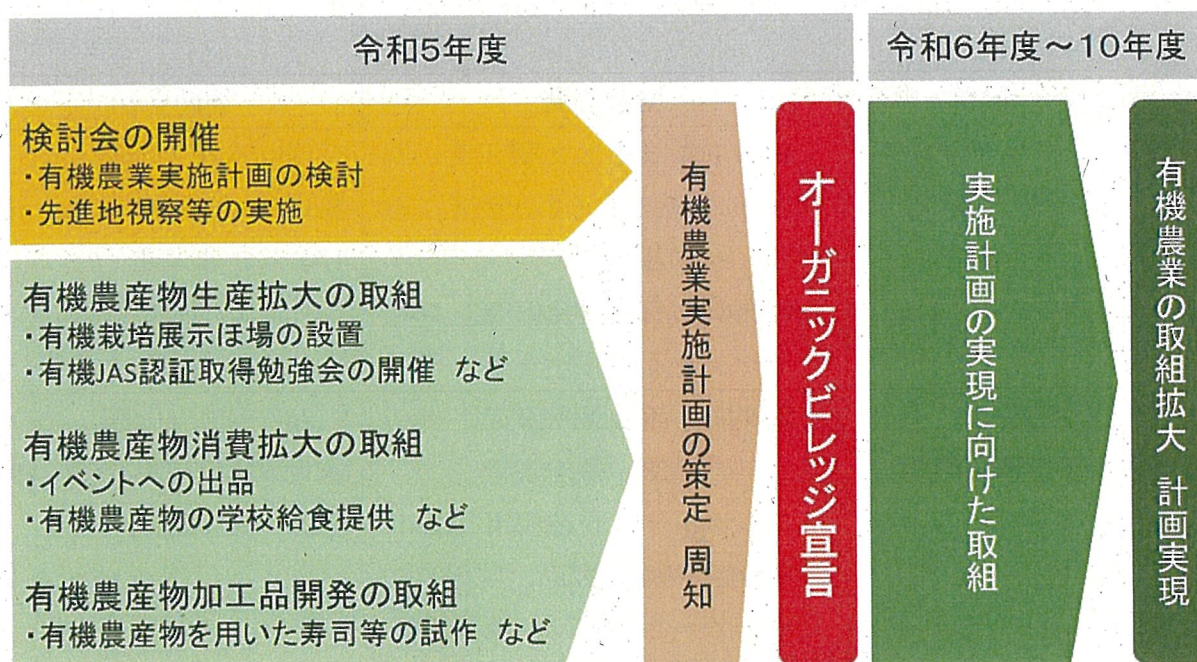 令和5年度
令和6年度～10年度
検討会の開催
・有機農業実施計画の検討
・先進地視察等の実施
有機農産物生産拡大の取組
・有機栽培展示ほ場の設置
・有機JAS認証取得勉強会の開催 など
有機農産物消費拡大の取組
・イベントへの出品
・有機農産物の学校給食提供 など
有機農産物加工品開発の取組
・有機農産物を用いた寿司等の試作 など
有機農業実施計画の策定 周知
オーガニックビレッジ宣言
実施計画の実現に向けた取組
有機農業の取組拡大 計画実現